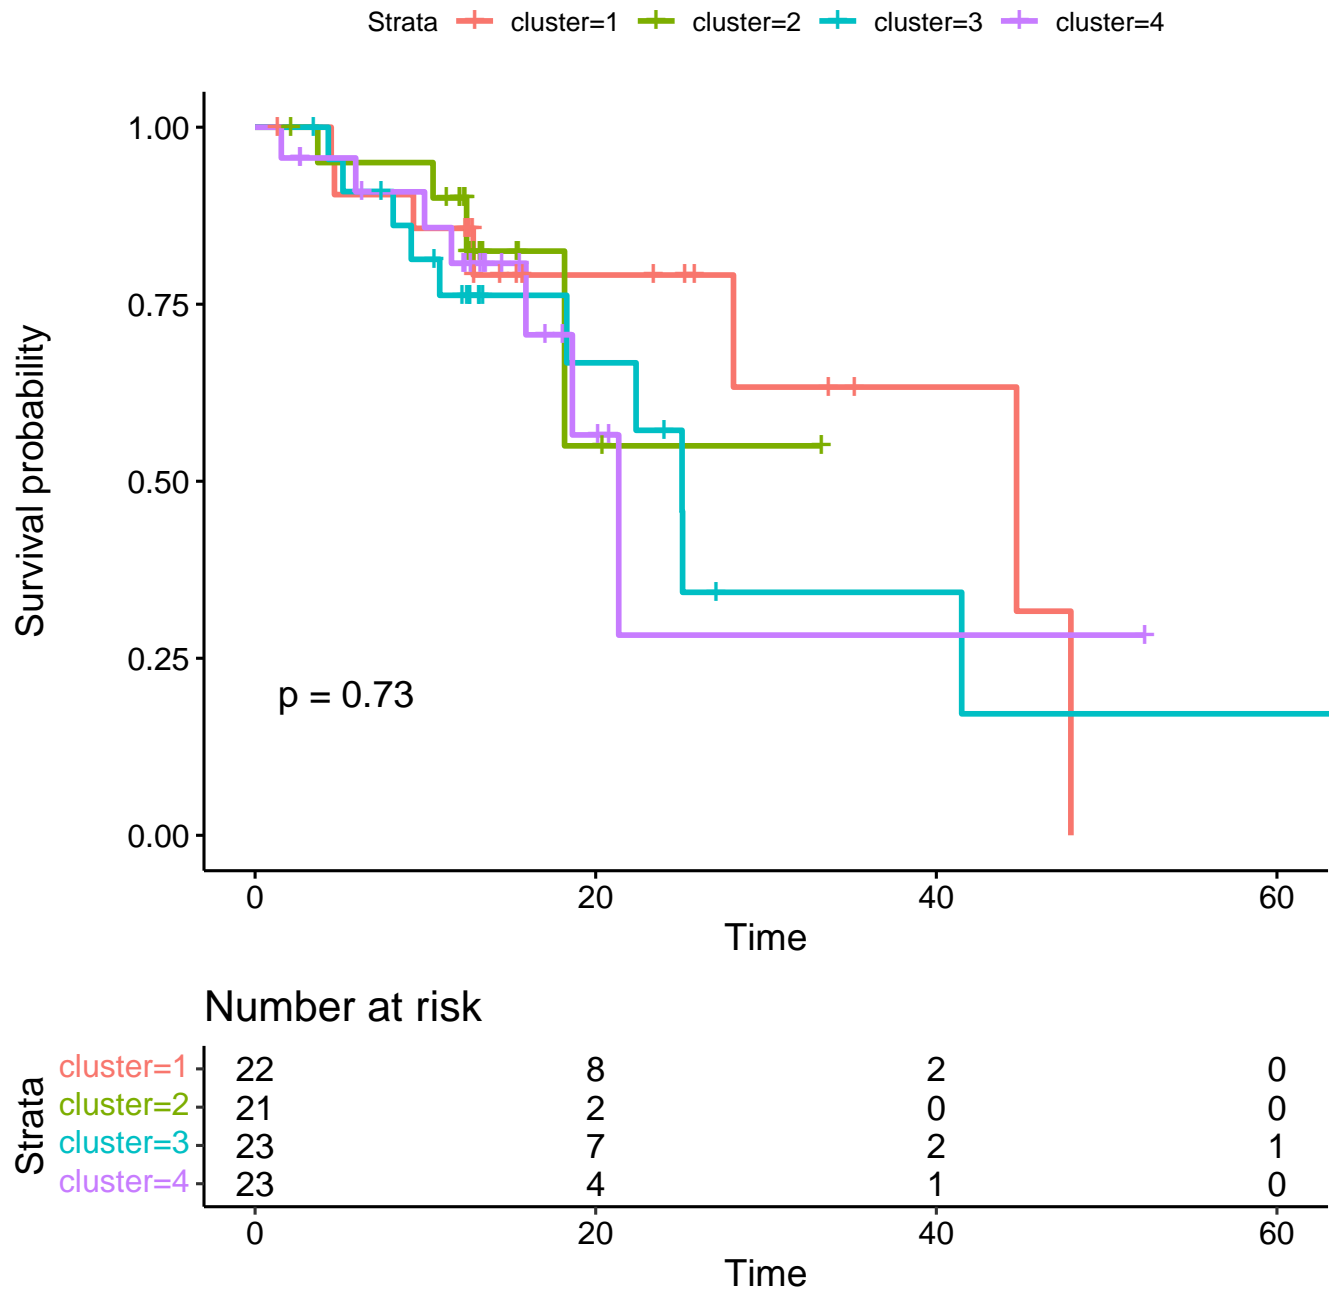 Strata cluster=1 cluster=2 cluster=3 cluster=4
Survival probability
1.00
0.75
0.50
0.25
0.00
p = 0.73
0 20 40 60
Time
Number at risk
Strata
cluster=1 22 8 2 0
cluster=2 21 2 0 0
cluster=3 23 7 2 1
cluster=4 23 4 1 0
0 20 40 60
Time